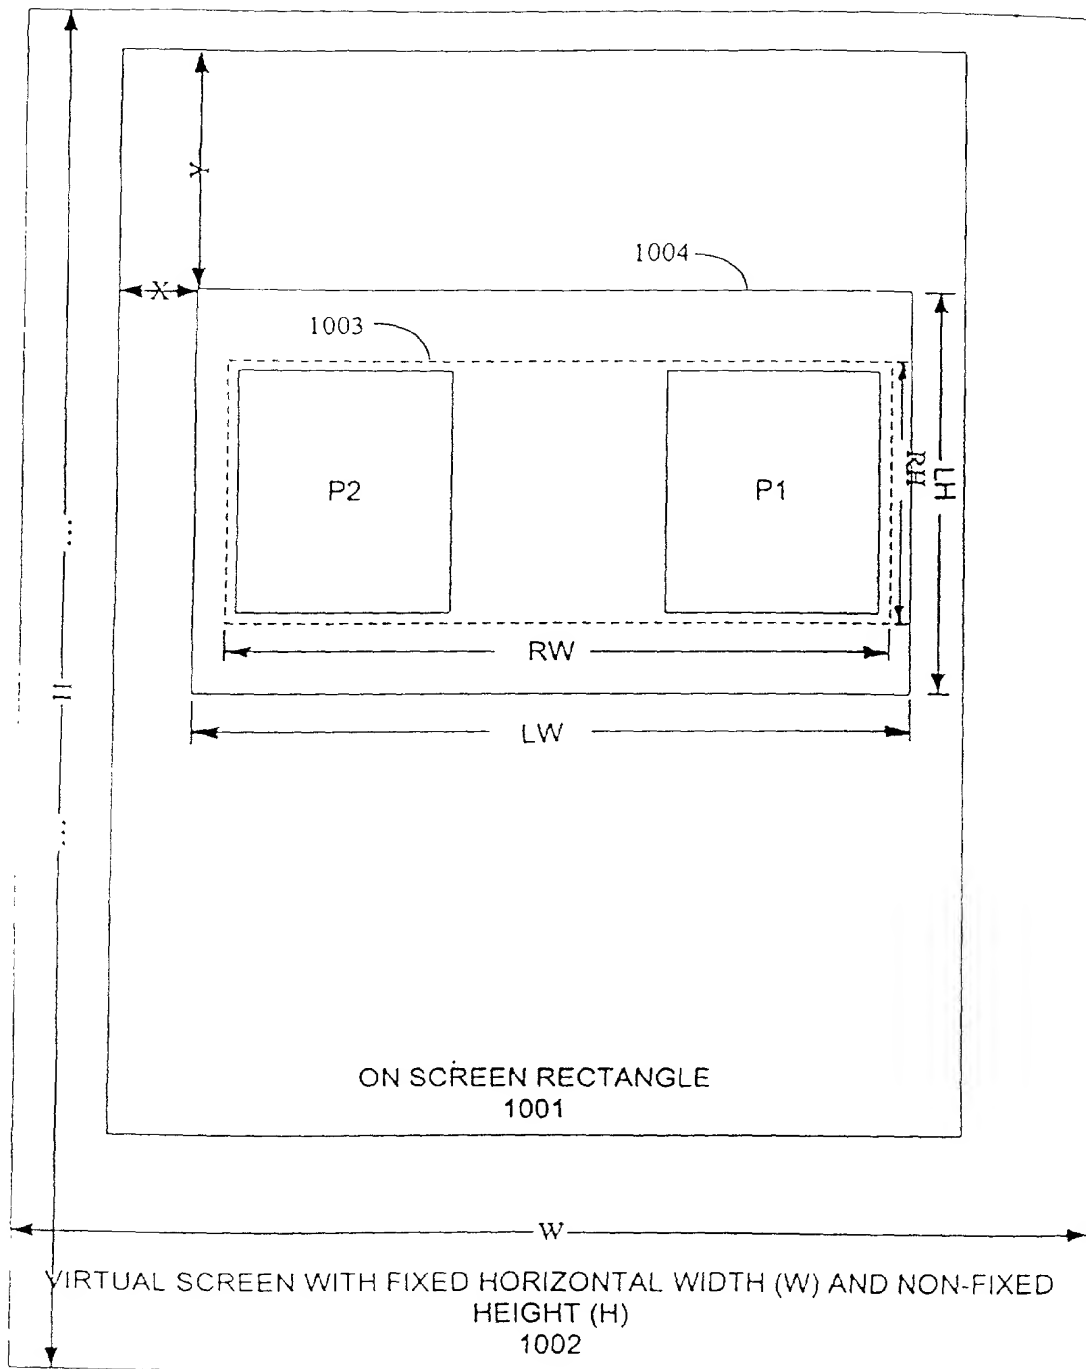 Y
1004
X
1003
P2
P1
RH
LH
RW
LW
...
H
...
ON SCREEN RECTANGLE
1001
W
VIRTUAL SCREEN WITH FIXED HORIZONTAL WIDTH (W) AND NON-FIXED
HEIGHT (H)
1002